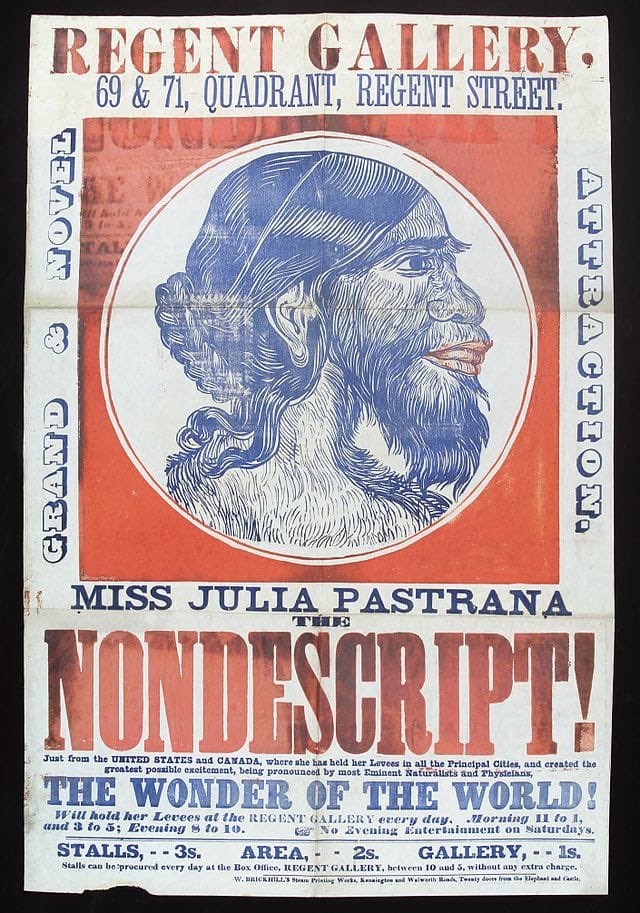 REGENT GALLERY.
69 & 71, QUADRANT, REGENT STREET.
GRAND & NOVEL
ATTRACTION.
MISS JULIA PASTRANA
THE
NONDESCRIPT!
Just from the UNITED STATES and CANADA, where she has held her Levees in all the Principal Cities, and created the
greatest possible excitement, being pronounced by most Eminent Naturalists and Physicians,
THE WONDER OF THE WORLD!
Will hold her Levees at the REGENT GALLERY every day, Morning 11 to 1,
and 3 to 5; Evening 8 to 10. ☞ No Evening Entertainment on Saturdays.
STALLS, - - 3s. AREA, - - 2s. GALLERY, - - 1s.
Stalls can be procured every day at the Box Office, REGENT GALLERY, between 10 and 5, without any extra charge.
W. BRICKHILL'S Steam Printing Works, Kennington and Walworth Roads, Twenty doors from the Elephant and Castle.